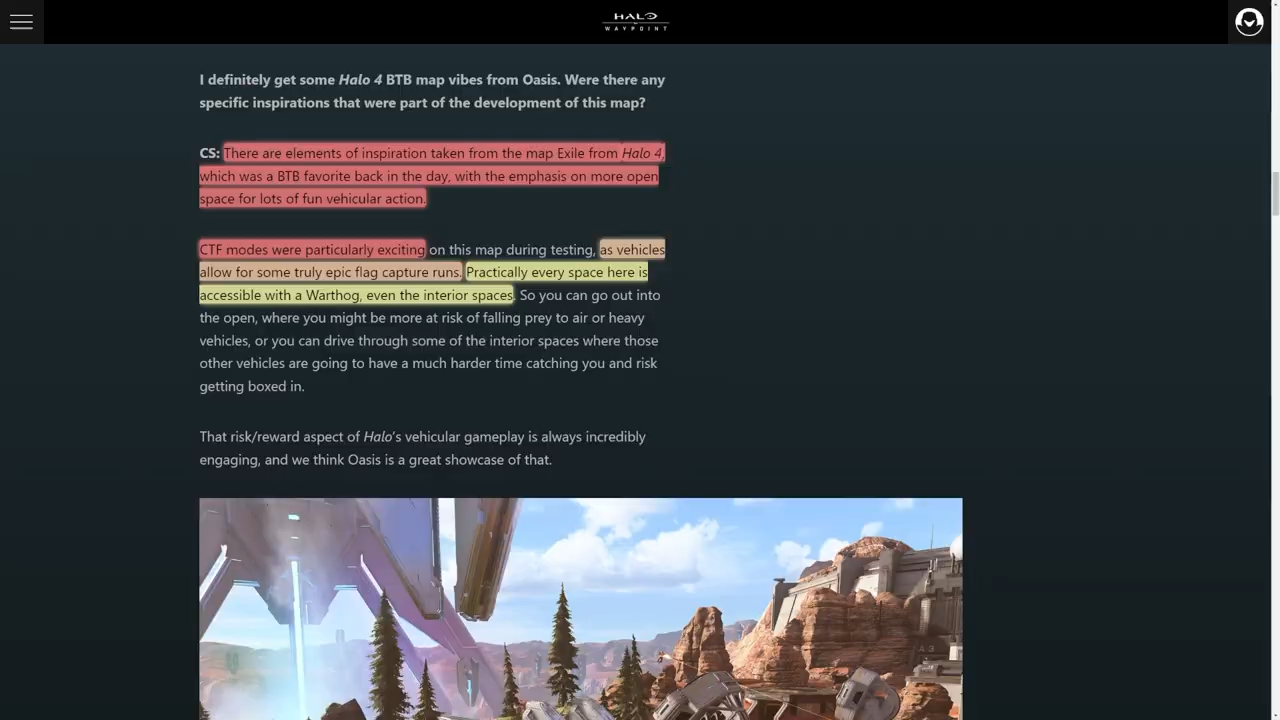 HALO
WAYPOINT
I definitely get some Halo 4 BTB map vibes from Oasis. Were there any
specific inspirations that were part of the development of this map?
CS: There are elements of inspiration taken from the map Exile from Halo 4,
which was a BTB favorite back in the day, with the emphasis on more open
space for lots of fun vehicular action.
CTF modes were particularly exciting on this map during testing, as vehicles
allow for some truly epic flag capture runs. Practically every space here is
accessible with a Warthog, even the interior spaces. So you can go out into
the open, where you might be more at risk of falling prey to air or heavy
vehicles, or you can drive through some of the interior spaces where those
other vehicles are going to have a much harder time catching you and risk
getting boxed in.
That risk/reward aspect of Halo's vehicular gameplay is always incredibly
engaging, and we think Oasis is a great showcase of that.
A3